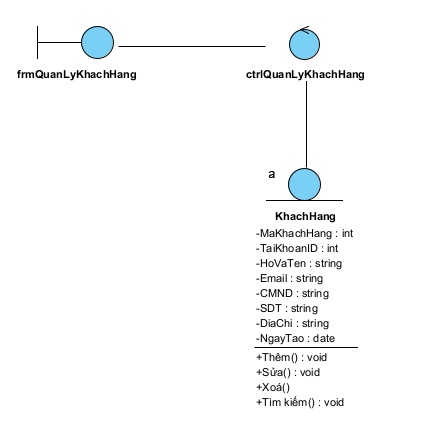 frmQuanLyKhachHang
ctrlQuanLyKhachHang
a
KhachHang
-MaKhachHang : int
-TaiKhoanID : int
-HoVaTen : string
-Email : string
-CMND : string
-SDT : string
-DiaChi : string
-NgayTao : date
+Thêm() : void
+Sửa() : void
+Xoá()
+Tìm kiếm() : void